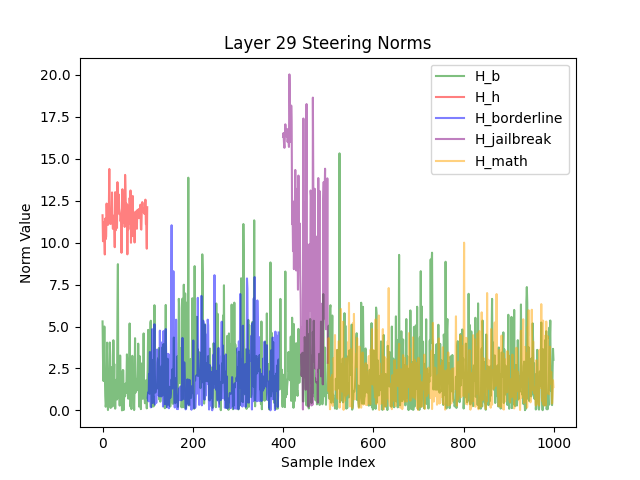 Layer 29 Steering Norms
Norm Value
20.0
17.5
15.0
12.5
10.0
7.5
5.0
2.5
0.0
H_b
H_h
H_borderline
H_jailbreak
H_math
0
200
400
600
800
1000
Sample Index